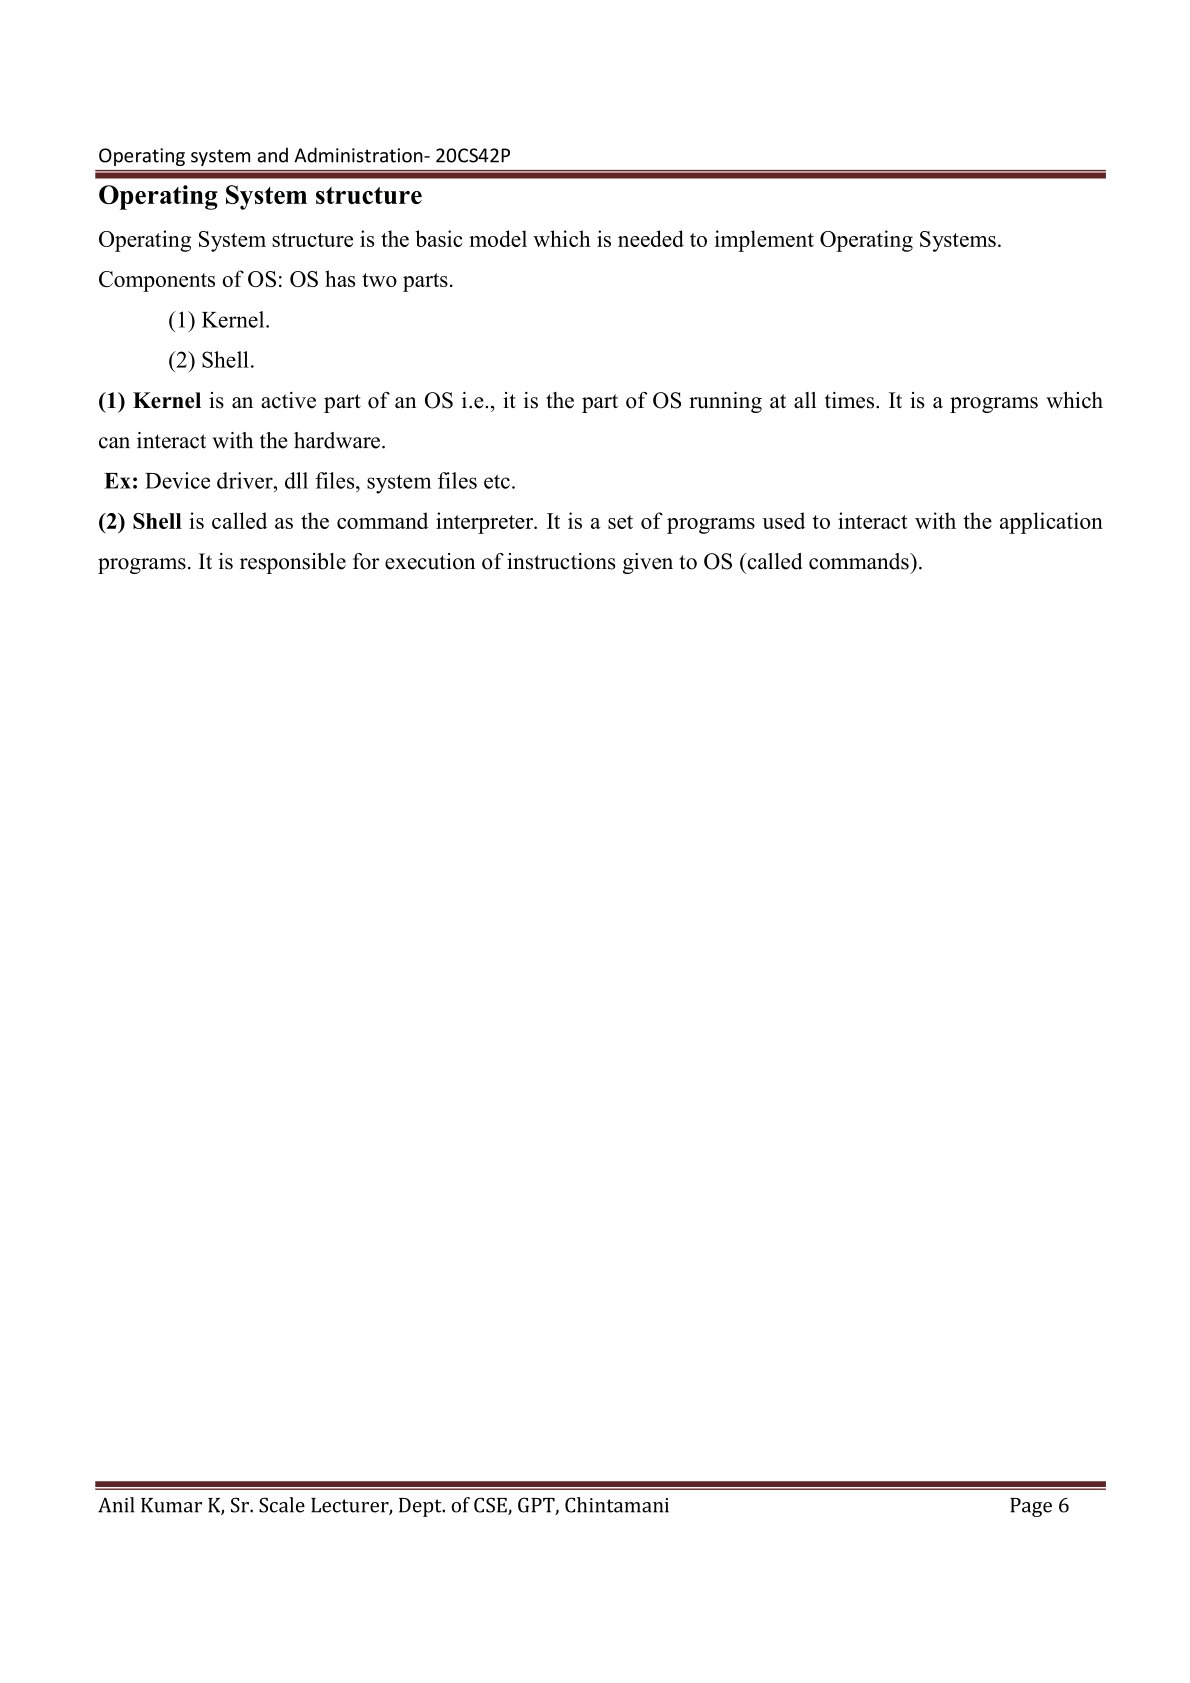 Operating system and Administration- 20CS42P
Operating System structure
Operating System structure is the basic model which is needed to implement Operating Systems.
Components of OS: OS has two parts.
(1) Kernel.
(2) Shell.
(1) Kernel is an active part of an OS i.e., it is the part of OS running at all times. It is a programs which
can interact with the hardware.
Ex: Device driver, dll files, system files etc.
(2) Shell is called as the command interpreter. It is a set of programs used to interact with the application
programs. It is responsible for execution of instructions given to OS (called commands).
Anil Kumar K, Sr. Scale Lecturer, Dept. of CSE, GPT, Chintamani Page 6